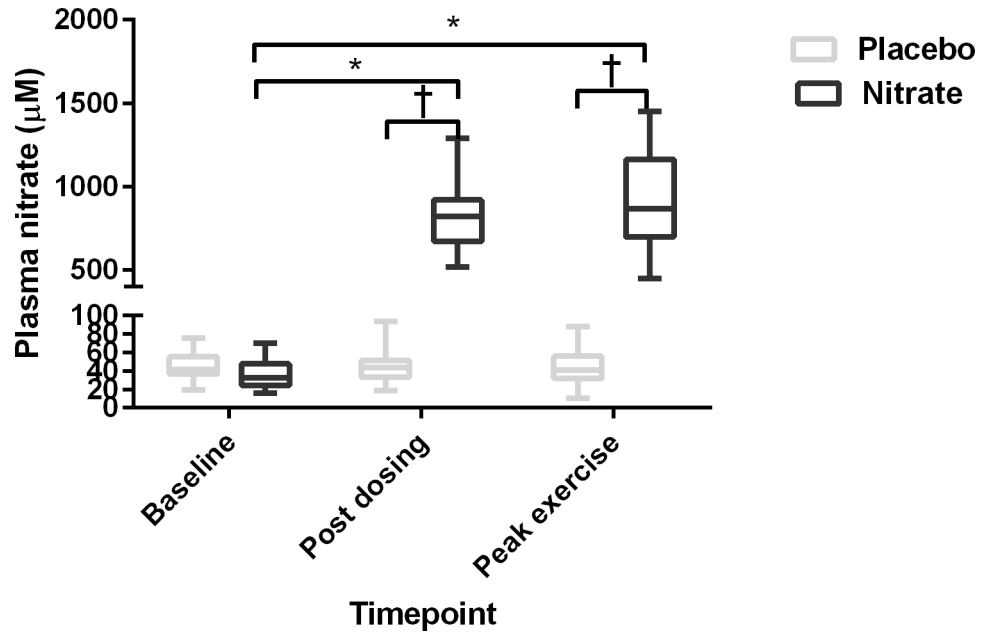 2000
1500
1000
500
100
80
60
40
20
0
Plasma nitrate (µM)
*
*
†
†
Placebo
Nitrate
Baseline
Post dosing
Peak exercise
Timepoint